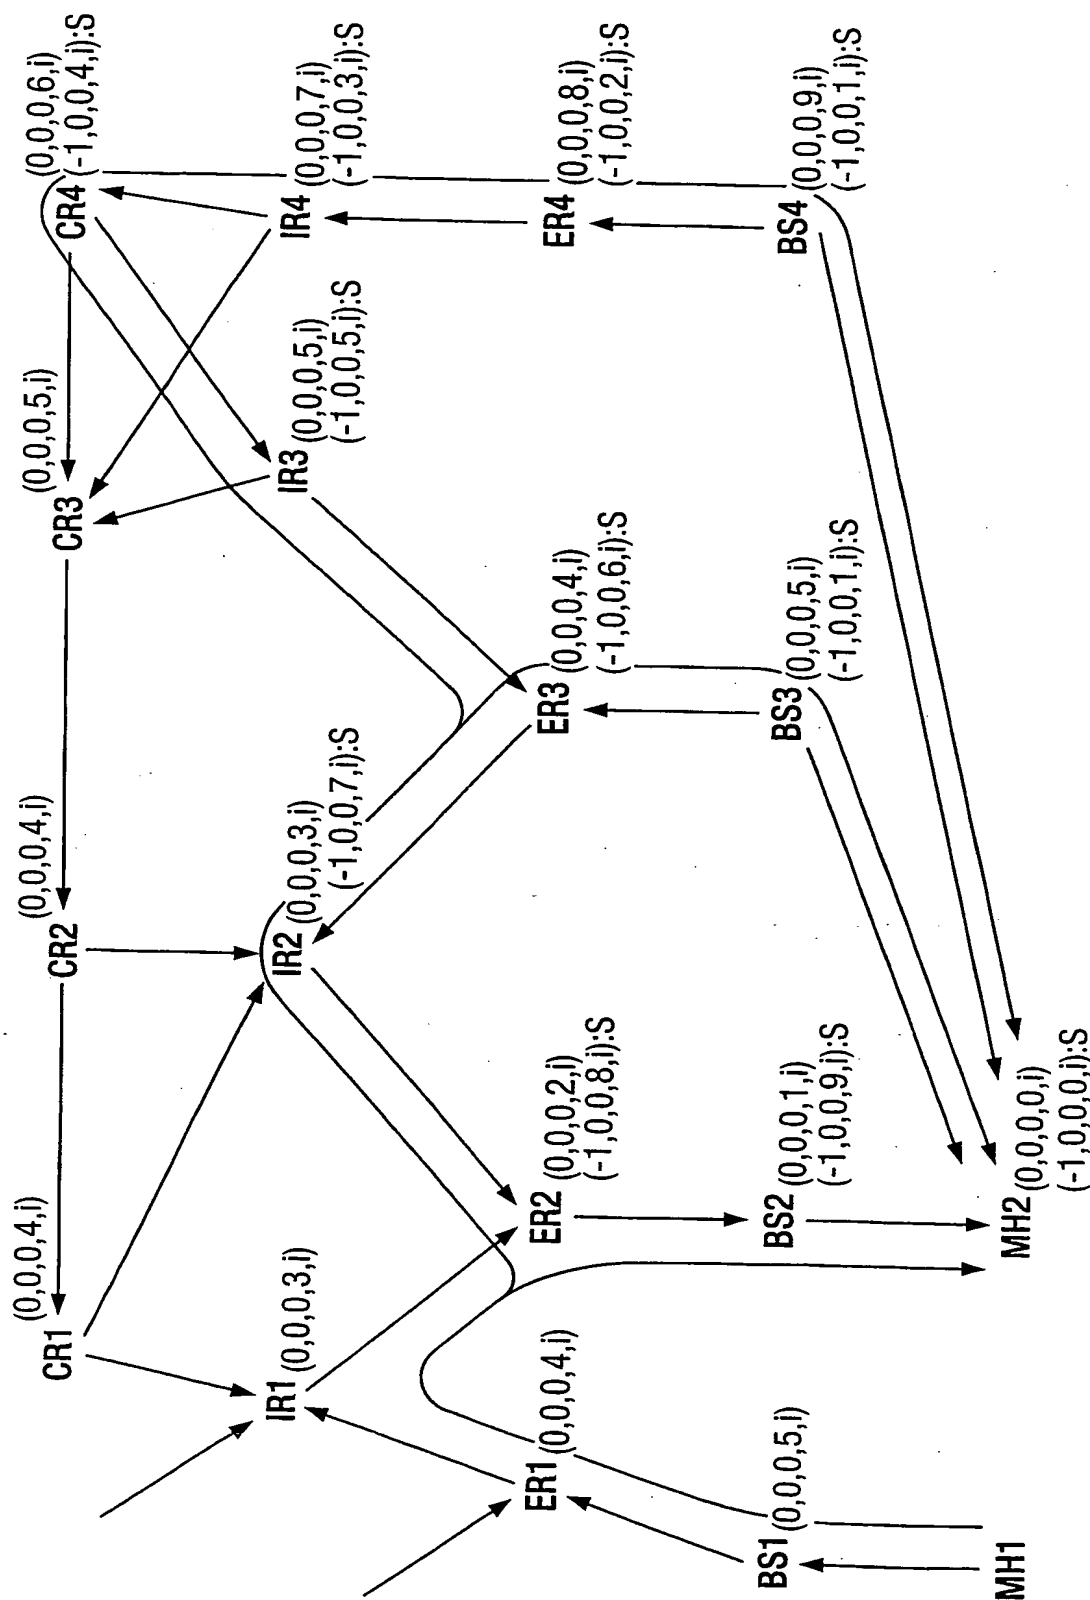 CR1
(0,0,0,4,i)
CR2
(0,0,0,4,i)
CR3
(0,0,0,5,i)
CR4
(0,0,0,6,i)
(-1,0,0,4,i):S
IR1
(0,0,0,3,i)
IR2
(0,0,0,3,i)
(-1,0,0,7,i):S
IR3
(0,0,0,5,i)
(-1,0,0,5,i):S
IR4
(0,0,0,7,i)
(-1,0,0,3,i):S
ER1
(0,0,0,4,i)
ER2
(0,0,0,2,i)
(-1,0,0,8,i):S
ER3
(0,0,0,4,i)
(-1,0,0,6,i):S
ER4
(0,0,0,8,i)
(-1,0,0,2,i):S
BS1
(0,0,0,5,i)
BS2
(0,0,0,1,i)
(-1,0,0,9,i):S
BS3
(0,0,0,5,i)
(-1,0,0,1,i):S
BS4
(0,0,0,9,i)
(-1,0,0,1,i):S
MH1
MH2
(0,0,0,0,i)
(-1,0,0,0,i):S